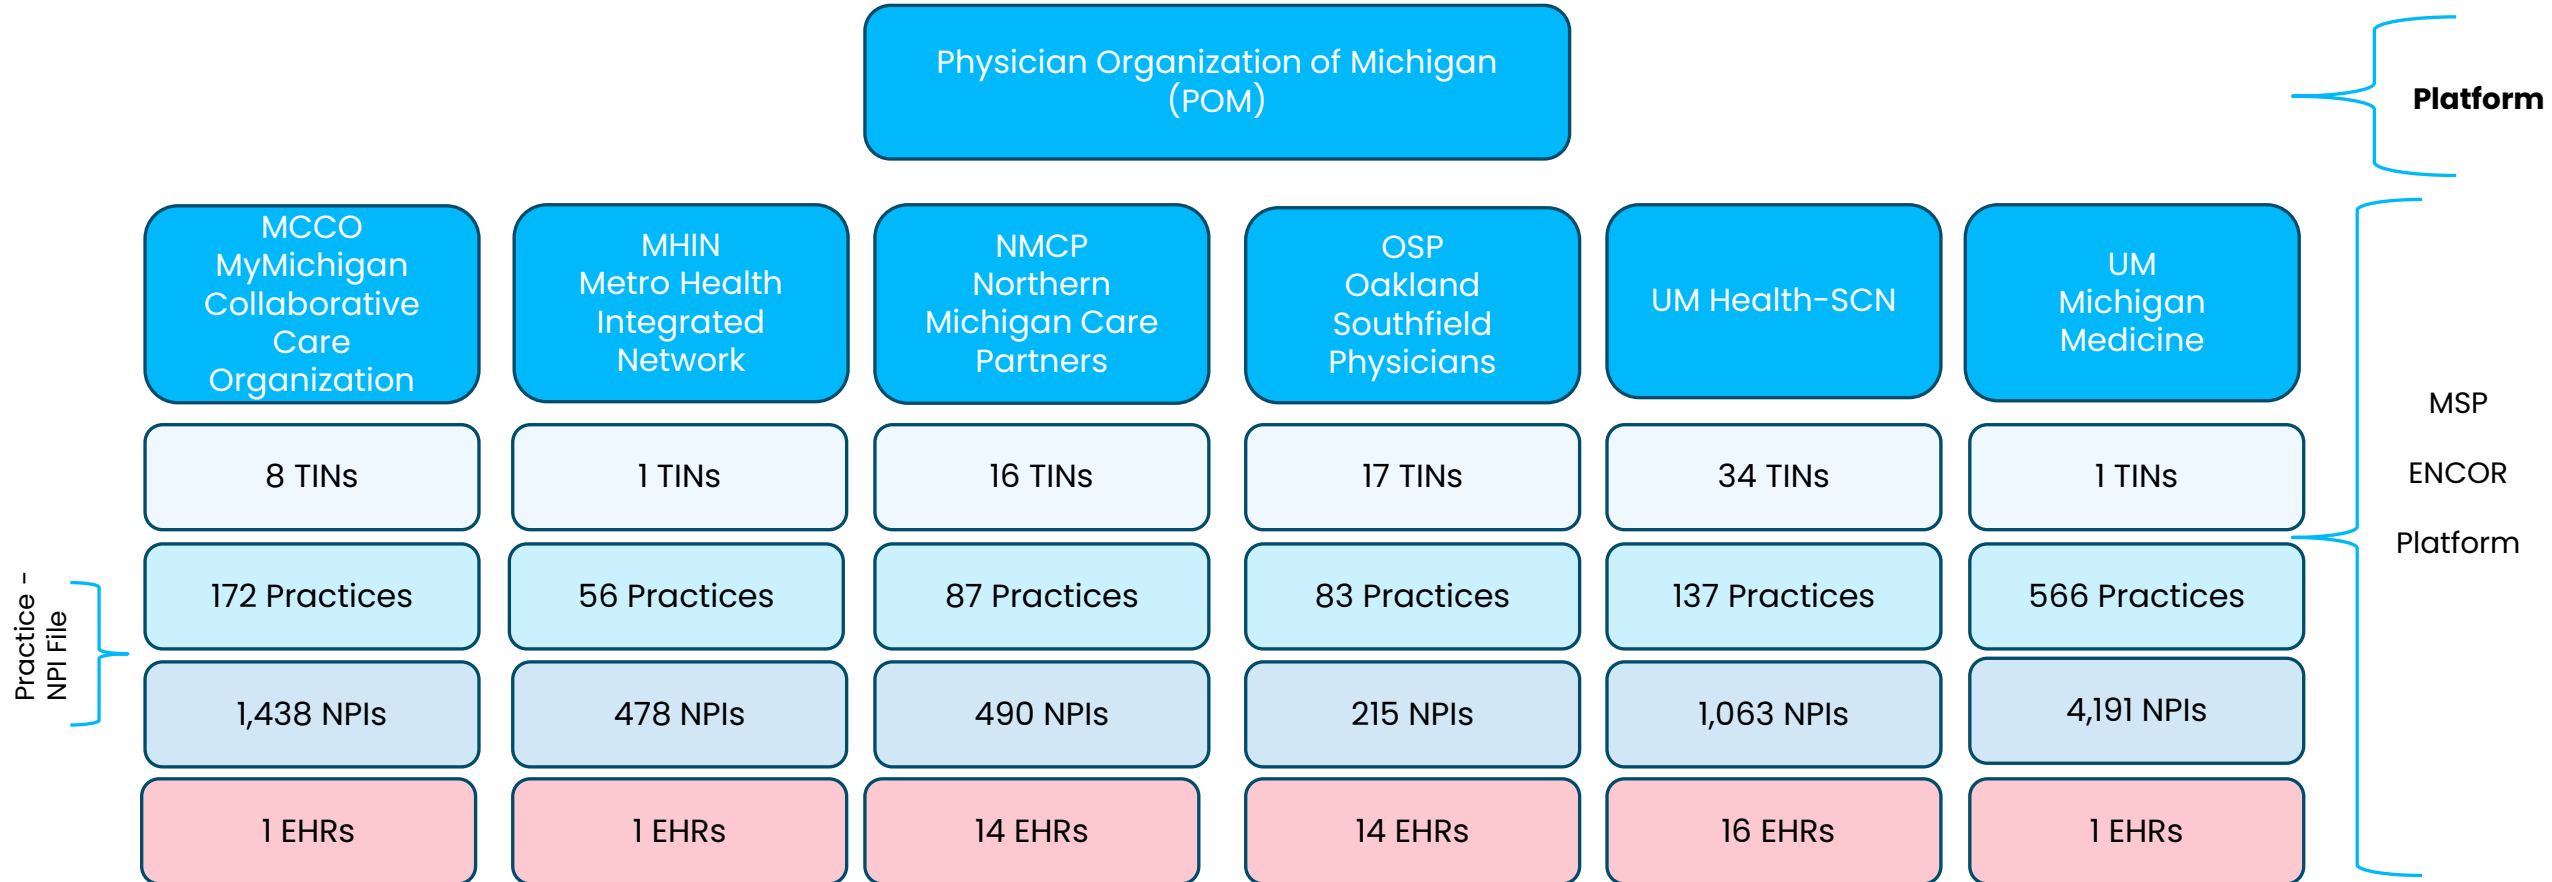 Physician Organization of Michigan
(POM)
Platform
MCCO
MyMichigan
Collaborative
Care
Organization
MHIN
Metro Health
Integrated
Network
NMCP
Northern
Michigan Care
Partners
OSP
Oakland
Southfield
Physicians
UM Health-SCN
UM
Michigan
Medicine
8 TINs
1 TINs
16 TINs
17 TINs
34 TINs
1 TINs
172 Practices
56 Practices
87 Practices
83 Practices
137 Practices
566 Practices
1,438 NPIs
478 NPIs
490 NPIs
215 NPIs
1,063 NPIs
4,191 NPIs
1 EHRs
1 EHRs
14 EHRs
14 EHRs
16 EHRs
1 EHRs
Practice -
NPI File
MSP
ENCOR
Platform